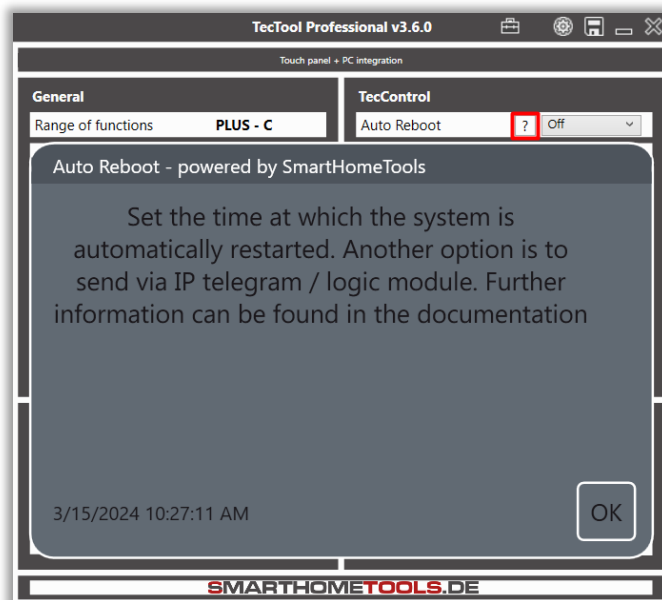 TecTool Professional v3.6.0
Touch panel + PC integration
General
Range of functions PLUS - C
TecControl
Auto Reboot ? Off
Auto Reboot - powered by SmartHomeTools
Set the time at which the system is
automatically restarted. Another option is to
send via IP telegram / logic module. Further
information can be found in the documentation
3/15/2024 10:27:11 AM
OK
SMARTHOMETOOLS.DE